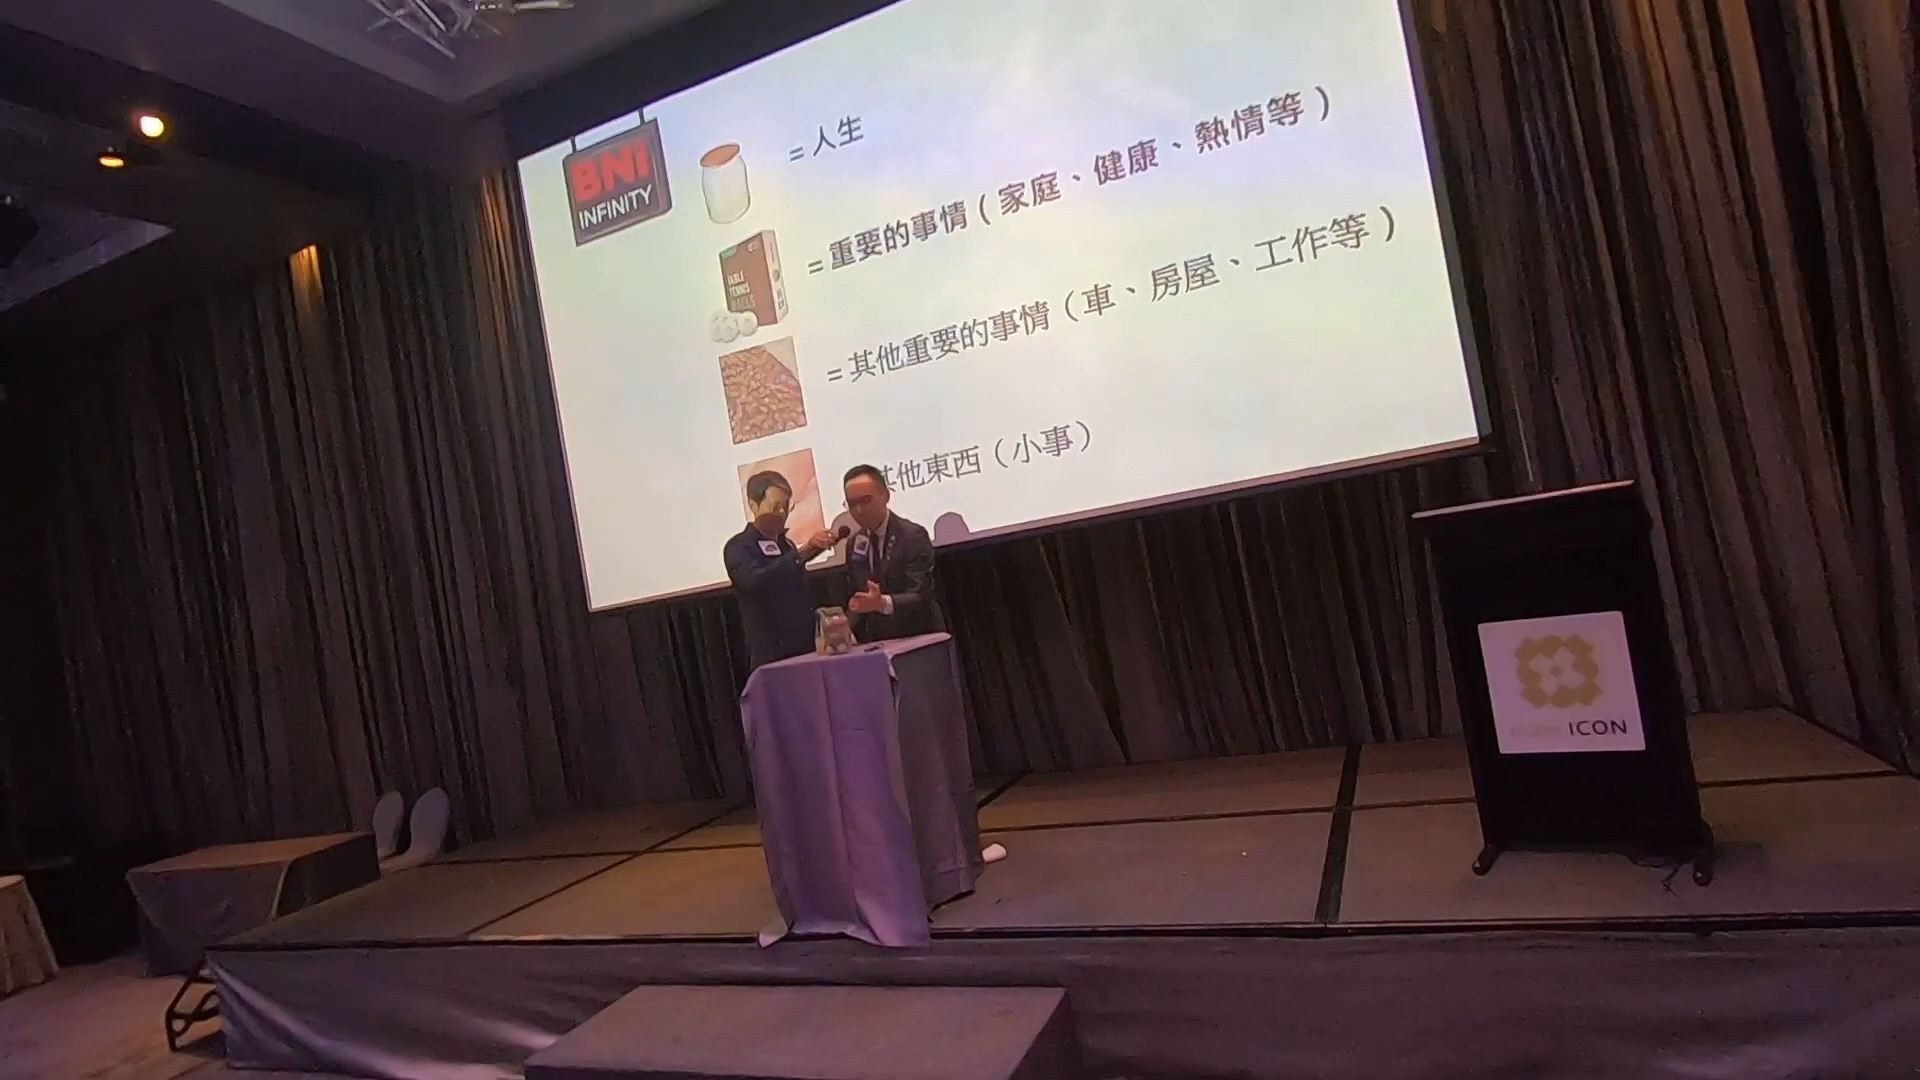 BNI
INFINITY
= 人生
TABLE
TENNIS
BALLS
= 重要的事情（家庭、健康、熱情等）
= 其他重要的事情（車、房屋、工作等）
其他東西（小事）
HOTEL ICON